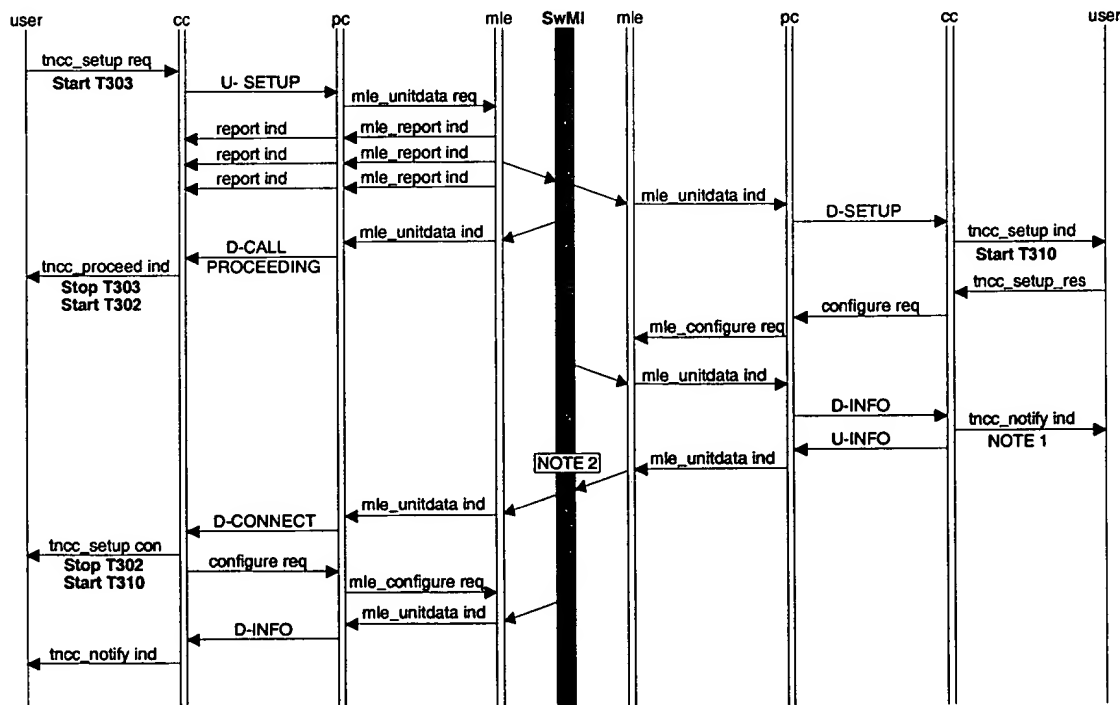 user cc pc mle SwMI mle pc cc user
tncc_setup req
Start T303
U- SETUP
mle_unitdata req
report ind
mle_report ind
report ind
mle_report ind
report ind
mle_report ind
mle_unitdata ind
D-SETUP
mle_unitdata ind
tncc_setup ind
D-CALL
PROCEEDING
Start T310
tncc_proceed ind
Stop T303
Start T302
tncc_setup_res
configure req
mle_configure req
mle_unitdata ind
D-INFO
tncc_notify ind
U-INFO
NOTE 1
NOTE 2
mle_unitdata ind
mle_unitdata ind
D-CONNECT
tncc_setup con
Stop T302
Start T310
configure req
mle_configure req
mle_unitdata ind
D-INFO
tncc_notify ind